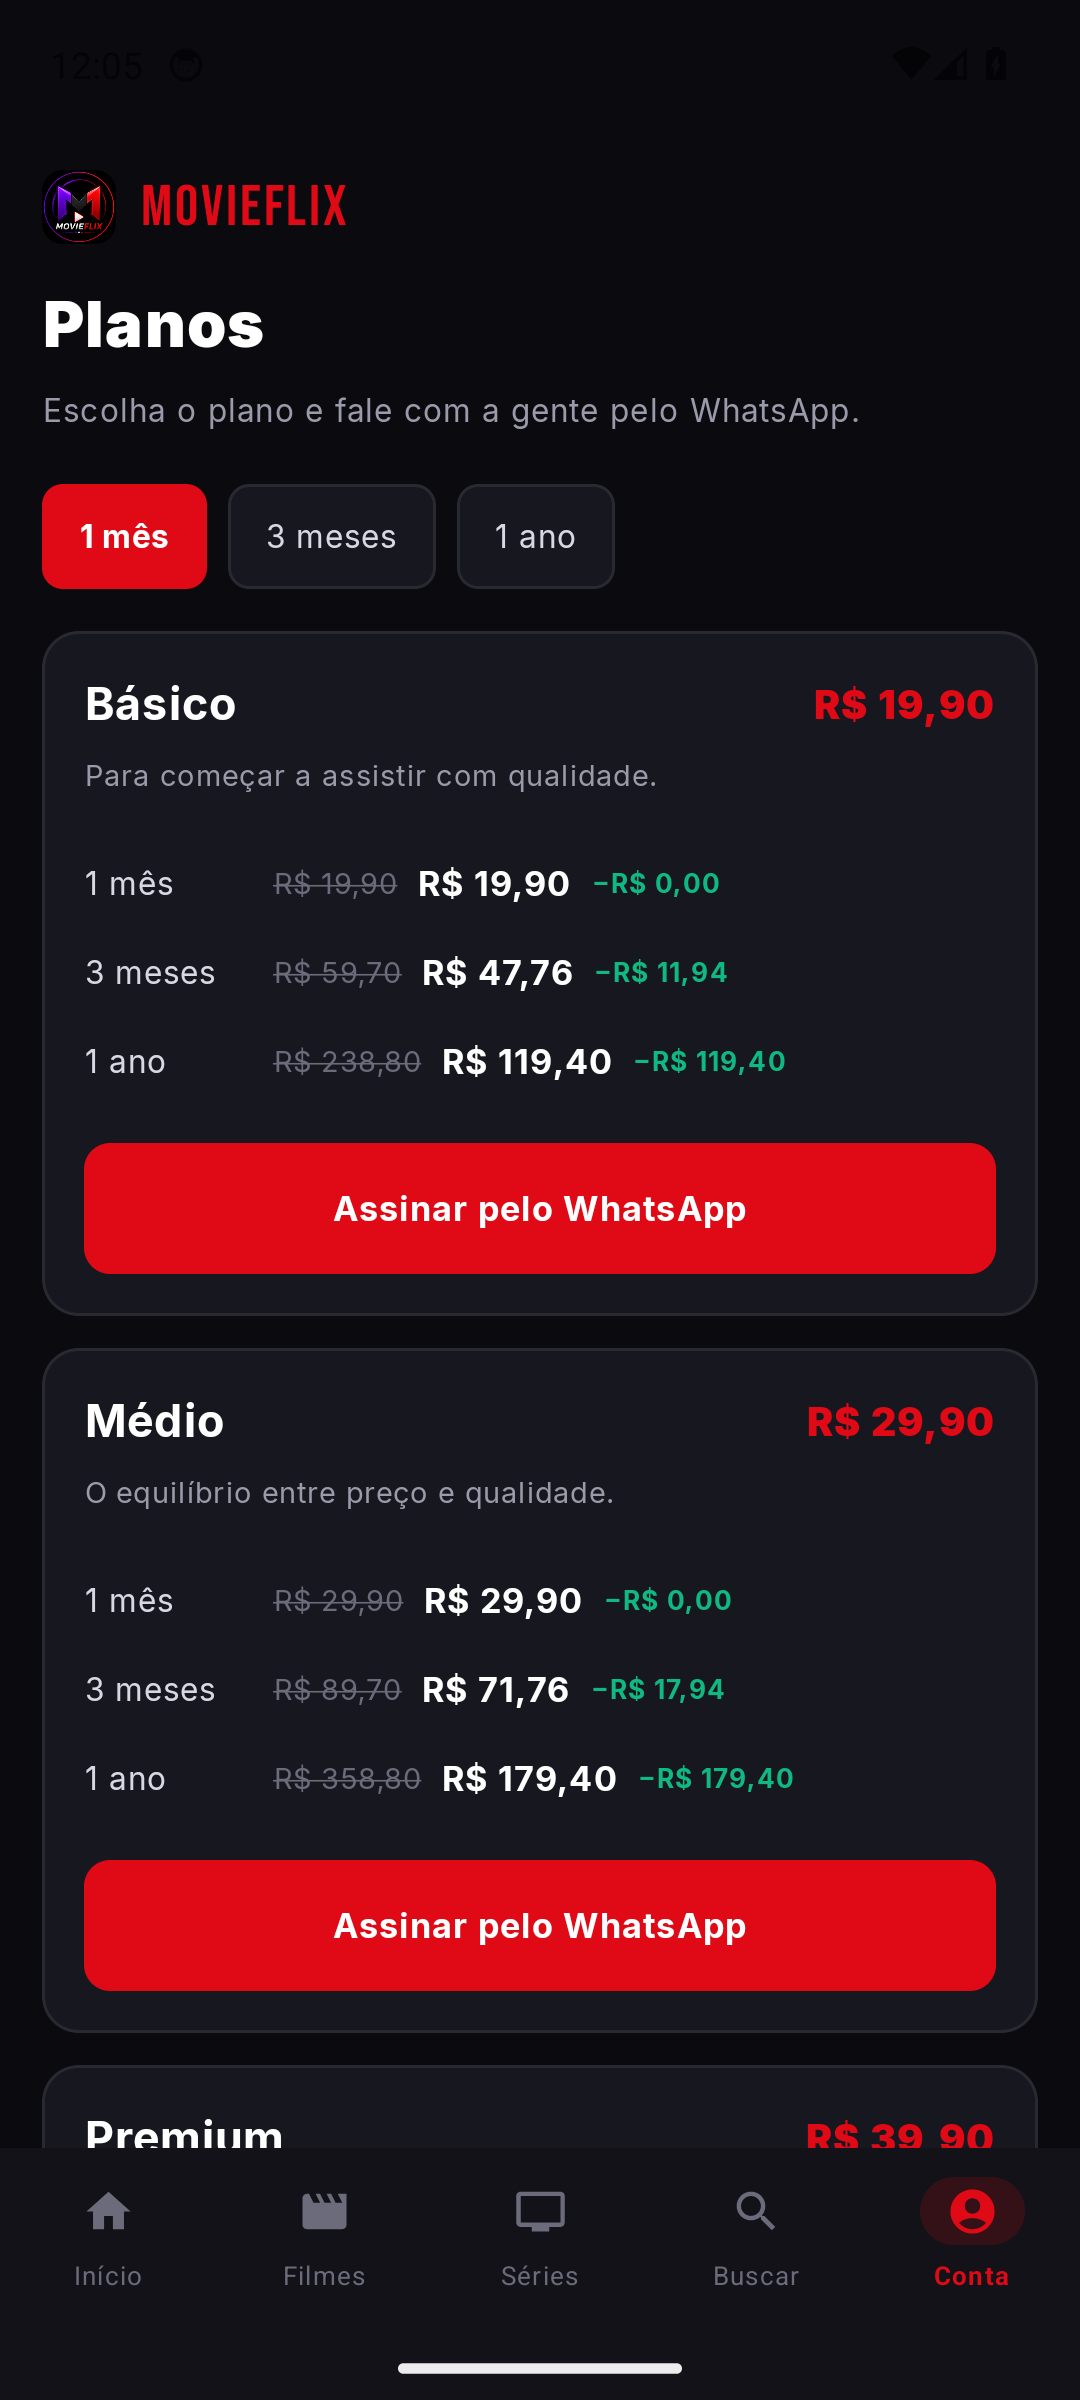 12:05
MOVIEFLIX
MOVIEFLIX
Planos
Escolha o plano e fale com a gente pelo WhatsApp.
1 mês
3 meses
1 ano
Básico
R$ 19,90
Para começar a assistir com qualidade.
1 mês R$ 19,90 R$ 19,90 −R$ 0,00
3 meses R$ 59,70 R$ 47,76 −R$ 11,94
1 ano R$ 238,80 R$ 119,40 −R$ 119,40
Assinar pelo WhatsApp
Médio
R$ 29,90
O equilíbrio entre preço e qualidade.
1 mês R$ 29,90 R$ 29,90 −R$ 0,00
3 meses R$ 89,70 R$ 71,76 −R$ 17,94
1 ano R$ 358,80 R$ 179,40 −R$ 179,40
Assinar pelo WhatsApp
Premium
R$ 39,90
Início
Filmes
Séries
Buscar
Conta